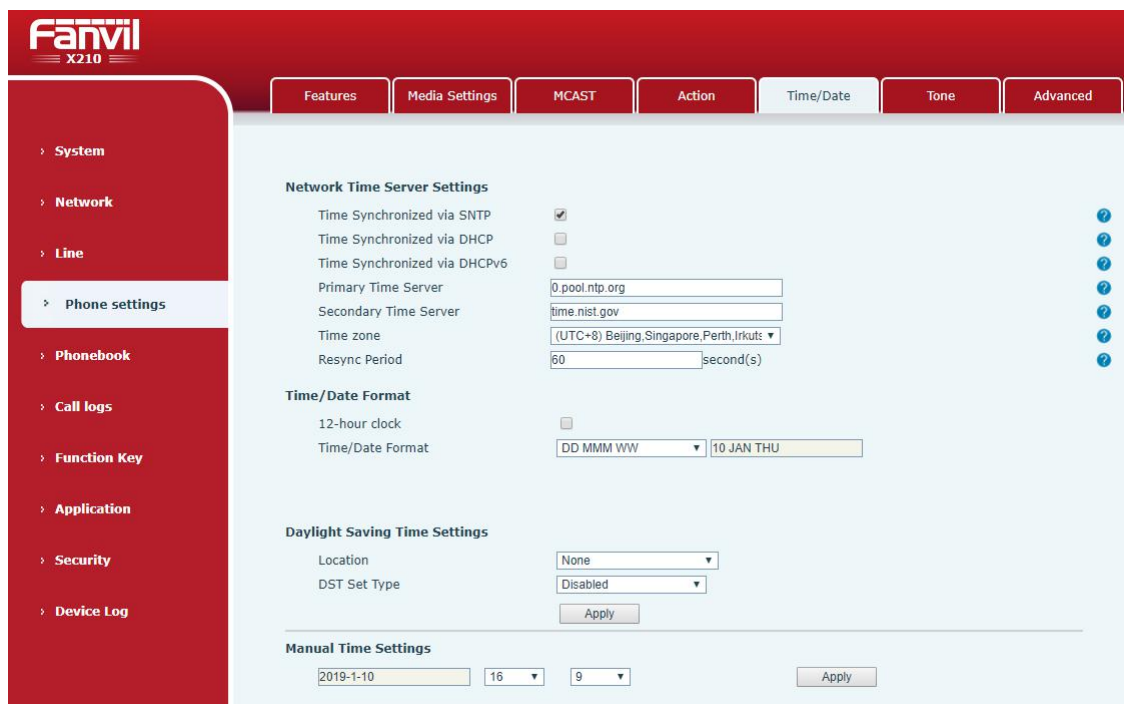 Fanvil
X210
Features Media Settings MCAST Action Time/Date Tone Advanced
› System
› Network
› Line
› Phone settings
› Phonebook
› Call logs
› Function Key
› Application
› Security
› Device Log
Network Time Server Settings
Time Synchronized via SNTP
Time Synchronized via DHCP
Time Synchronized via DHCPv6
Primary Time Server 0.pool.ntp.org
Secondary Time Server time.nist.gov
Time zone (UTC+8) Beijing,Singapore,Perth,Irkuts
Resync Period 60 second(s)
Time/Date Format
12-hour clock
Time/Date Format DD MMM WW 10 JAN THU
Daylight Saving Time Settings
Location None
DST Set Type Disabled
Apply
Manual Time Settings
2019-1-10 16 9 Apply